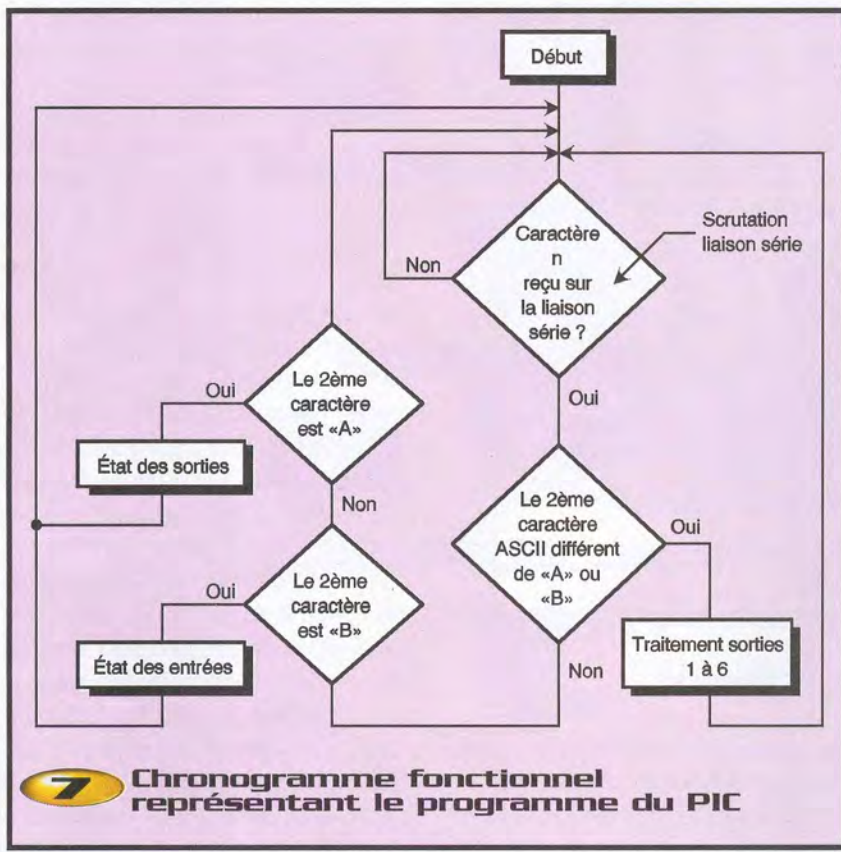 Début
Caractère
n
reçu sur
la liaison
série ?
Scrutation
liaison série
Non
Oui
Le 2ème
caractère
est «A»
Oui
État des sorties
Non
Le 2ème
caractère
ASCII différent
de «A» ou
«B»
Oui
Le 2ème
caractère
est «B»
Oui
État des entrées
Non
Traitement sorties
1 à 6
7 Chronogramme fonctionnel
représentant le programme du PIC